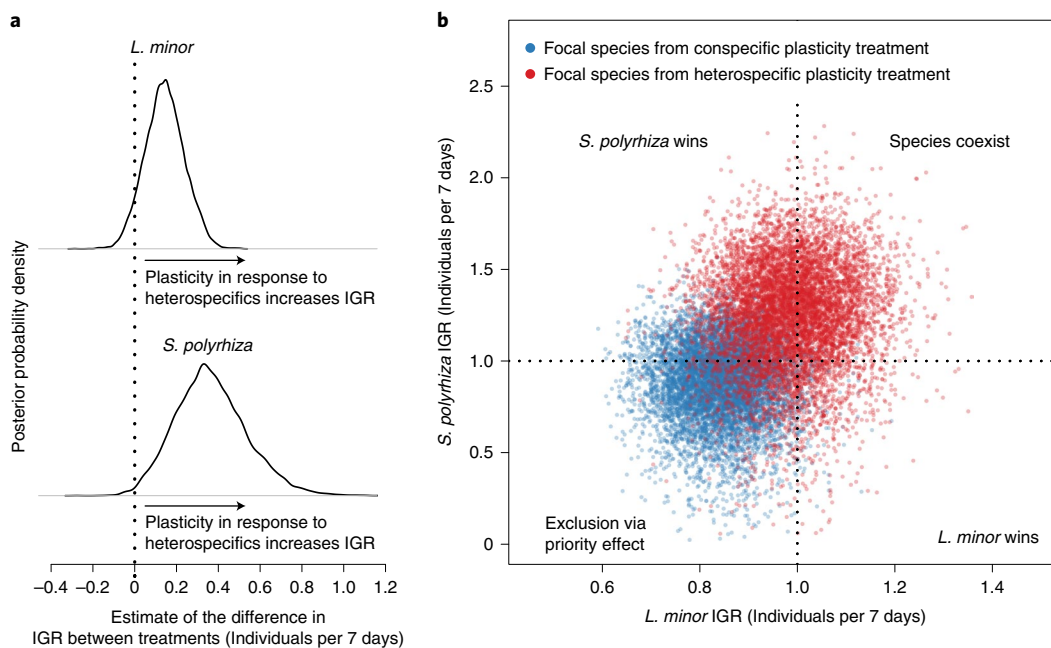 a
L. minor
Plasticity in response to
heterospecifics increases IGR
S. polyrhiza
Plasticity in response to
heterospecifics increases IGR
Posterior probability density
–0.4 –0.2 0 0.2 0.4 0.6 0.8 1.0 1.2
Estimate of the difference in
IGR between treatments (Individuals per 7 days)
b
Focal species from conspecific plasticity treatment
Focal species from heterospecific plasticity treatment
S. polyrhiza wins
Species coexist
Exclusion via
priority effect
L. minor wins
S. polyrhiza IGR (Individuals per 7 days)
2.5
2.0
1.5
1.0
0.5
0
0.6 0.8 1.0 1.2 1.4
L. minor IGR (Individuals per 7 days)